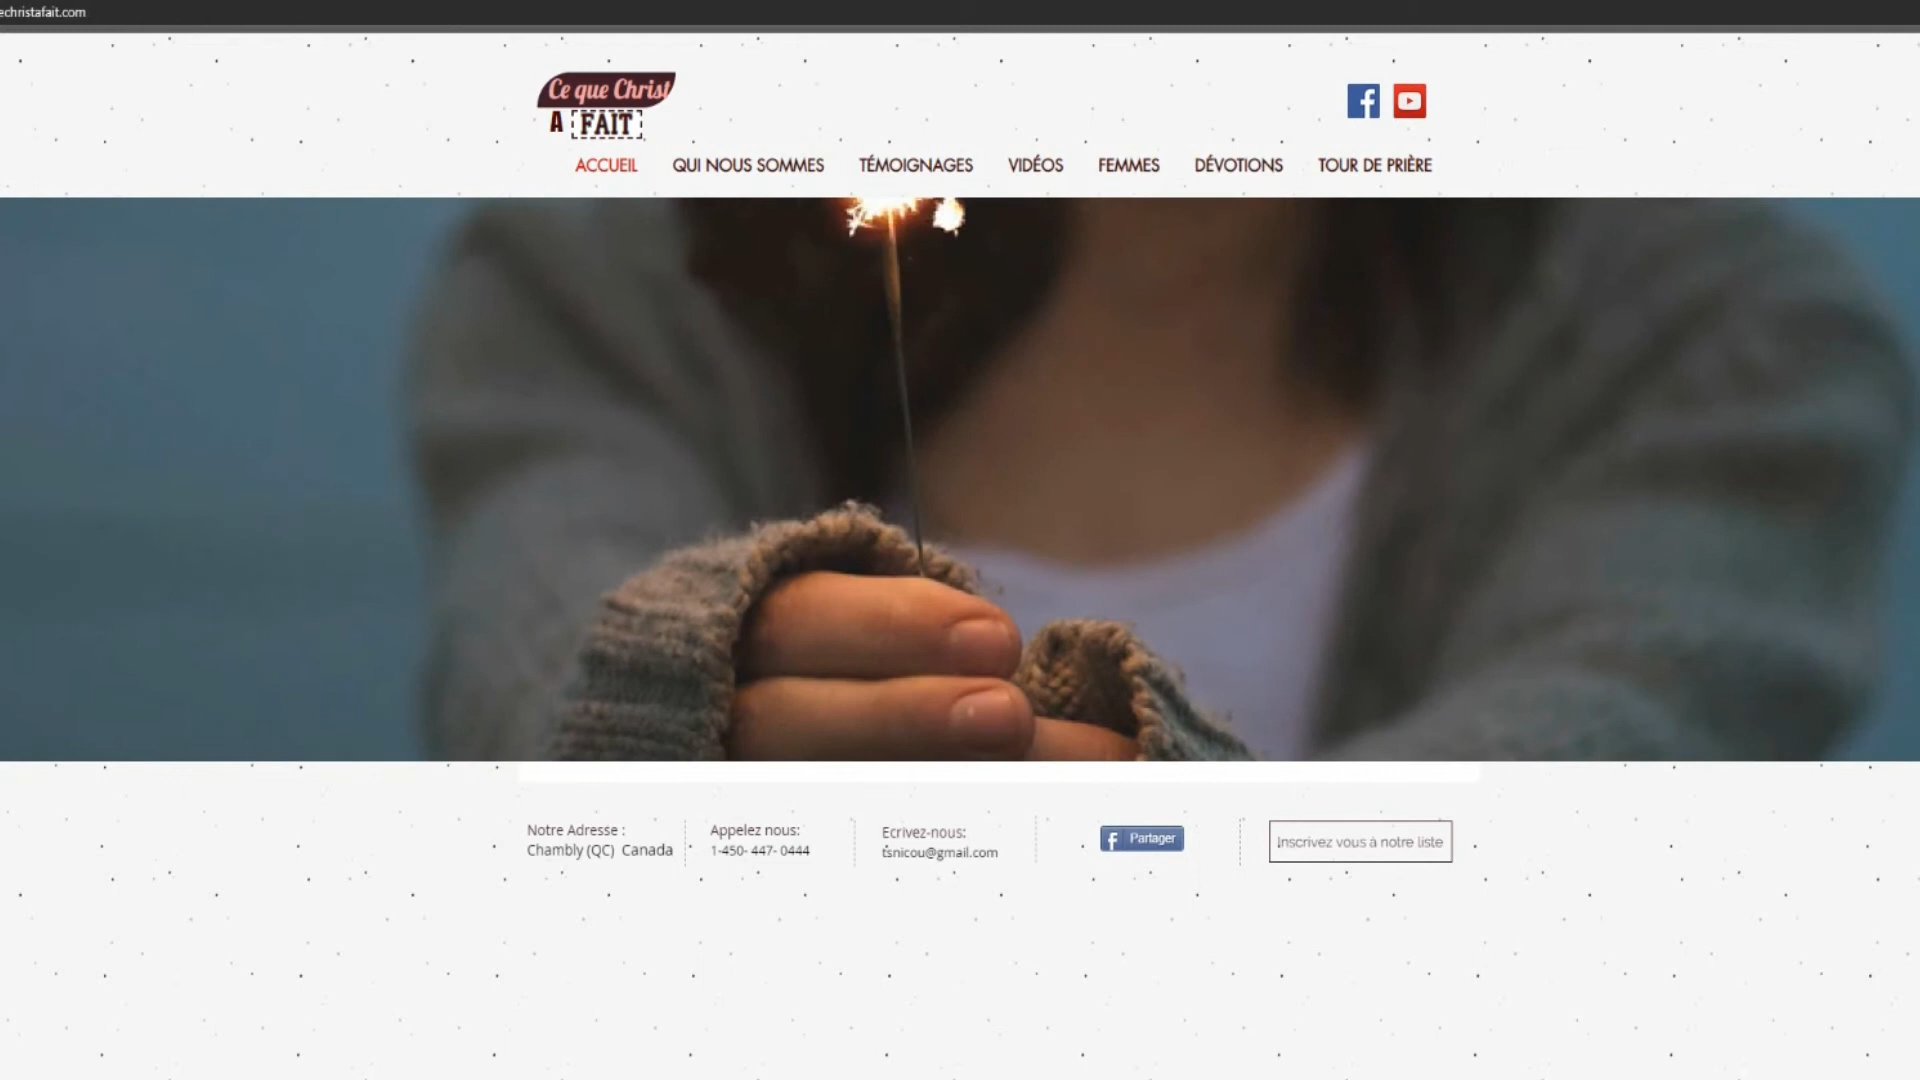 echristafait.com
Ce que Christ
A FAIT
ACCUEIL QUI NOUS SOMMES TÉMOIGNAGES VIDÉOS FEMMES DÉVOTIONS TOUR DE PRIÈRE
Notre Adresse :
Chambly (QC) Canada
Appelez nous:
1-450- 447- 0444
Ecrivez-nous:
tsnicou@gmail.com
Partager
Inscrivez vous à notre liste